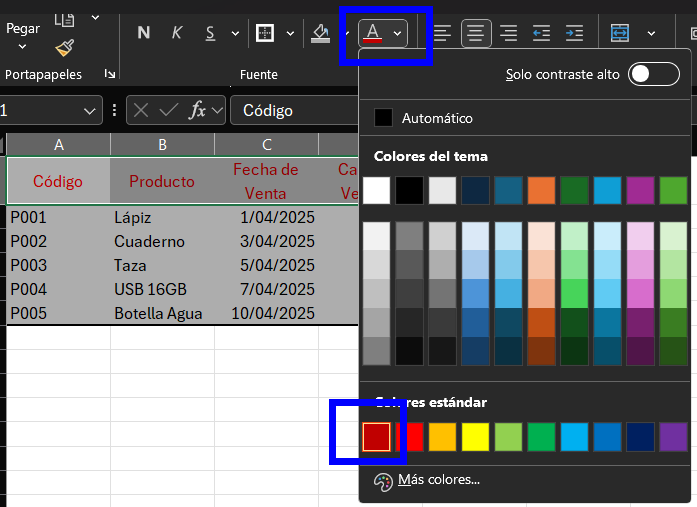 Pegar
N K S A
Portapapeles
Fuente
Solo contraste alto
1
fx
Código
Automático
A B C
Colores del tema
Código Producto Fecha de Venta Ca Ve
P001 Lápiz 1/04/2025
P002 Cuaderno 3/04/2025
P003 Taza 5/04/2025
P004 USB 16GB 7/04/2025
P005 Botella Agua 10/04/2025
Colores estándar
Más colores...